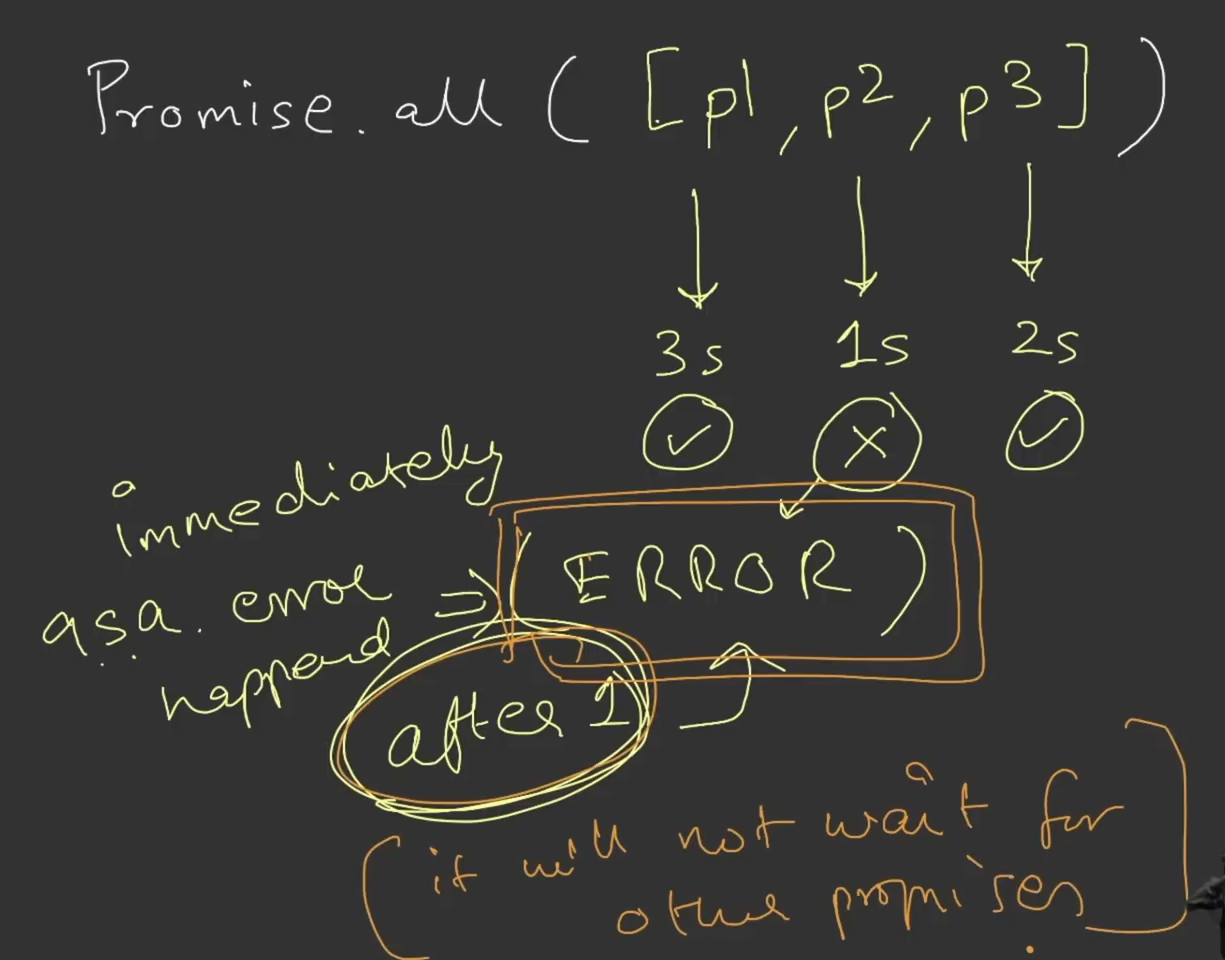 Promise.all ( [p1, p2, p3] )
3s 1s 2s
immediately
asa. error
happend
=> ( ERROR )
after 1
(it will not wait for
other promises)